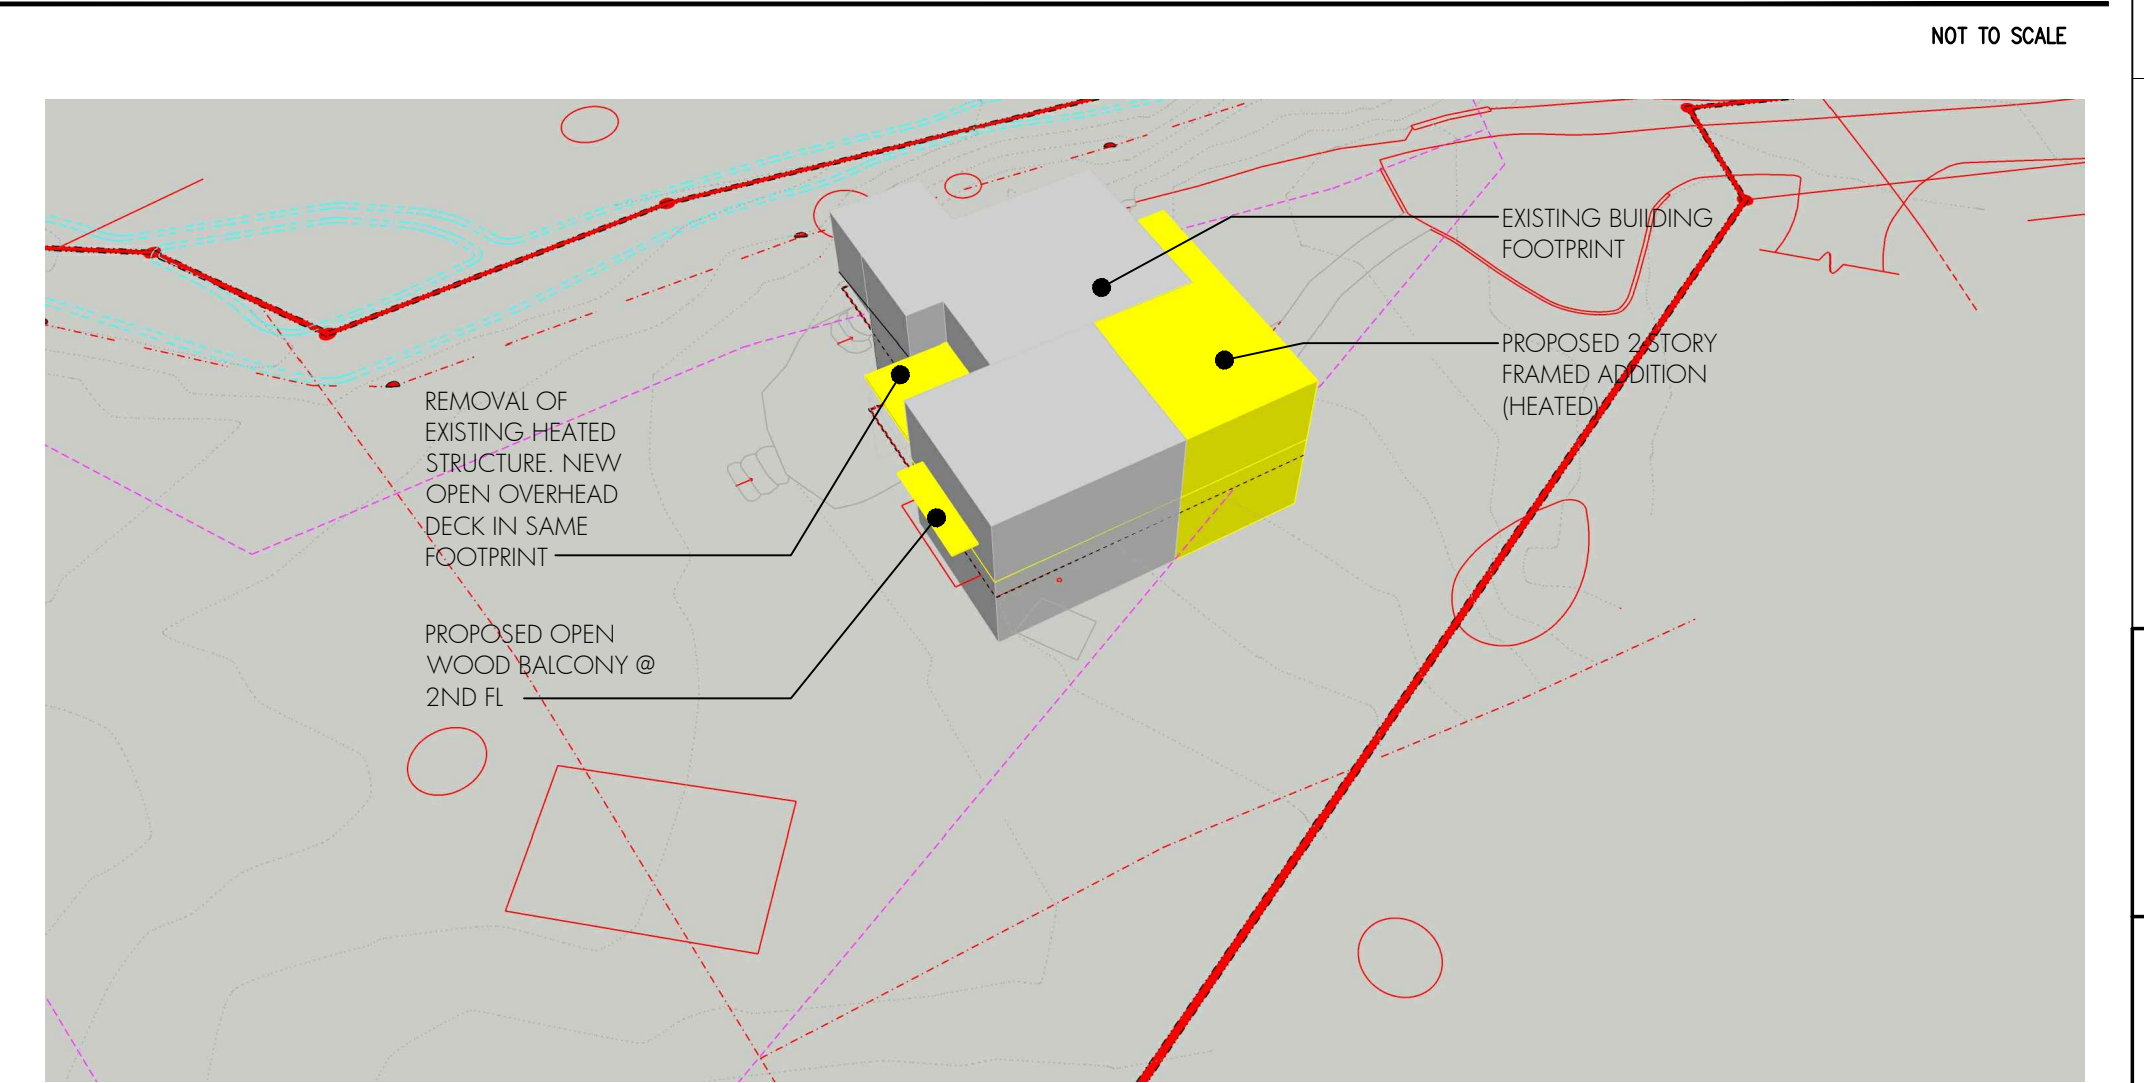 NOT TO SCALE
EXISTING BUILDING
FOOTPRINT
PROPOSED 2-STORY
FRAMED ADDITION
(HEATED)
REMOVAL OF
EXISTING HEATED
STRUCTURE. NEW
OPEN OVERHEAD
DECK IN SAME
FOOTPRINT
PROPOSED OPEN
WOOD BALCONY @
2ND FL